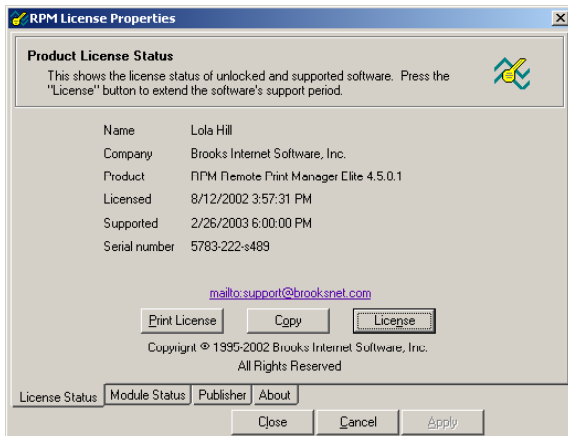 RPM License Properties
Product License Status
This shows the license status of unlocked and supported software. Press the
"License" button to extend the software's support period.
Name Lola Hill
Company Brooks Internet Software, Inc.
Product RPM Remote Print Manager Elite 4.5.0.1
Licensed 8/12/2002 3:57:31 PM
Supported 2/26/2003 6:00:00 PM
Serial number 5783-222-s489
mailto:support@brooksnet.com
Print License Copy License
Copyright © 1995-2002 Brooks Internet Software, Inc.
All Rights Reserved
License Status Module Status Publisher About
Close Cancel Apply